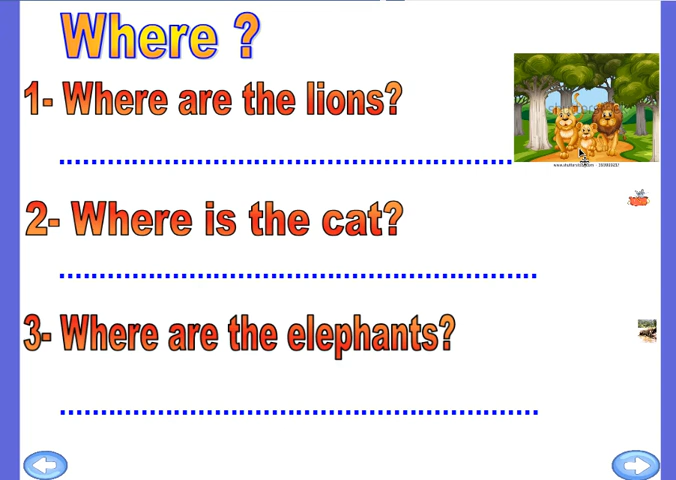 Where ?
1- Where are the lions?
2- Where is the cat?
3- Where are the elephants?